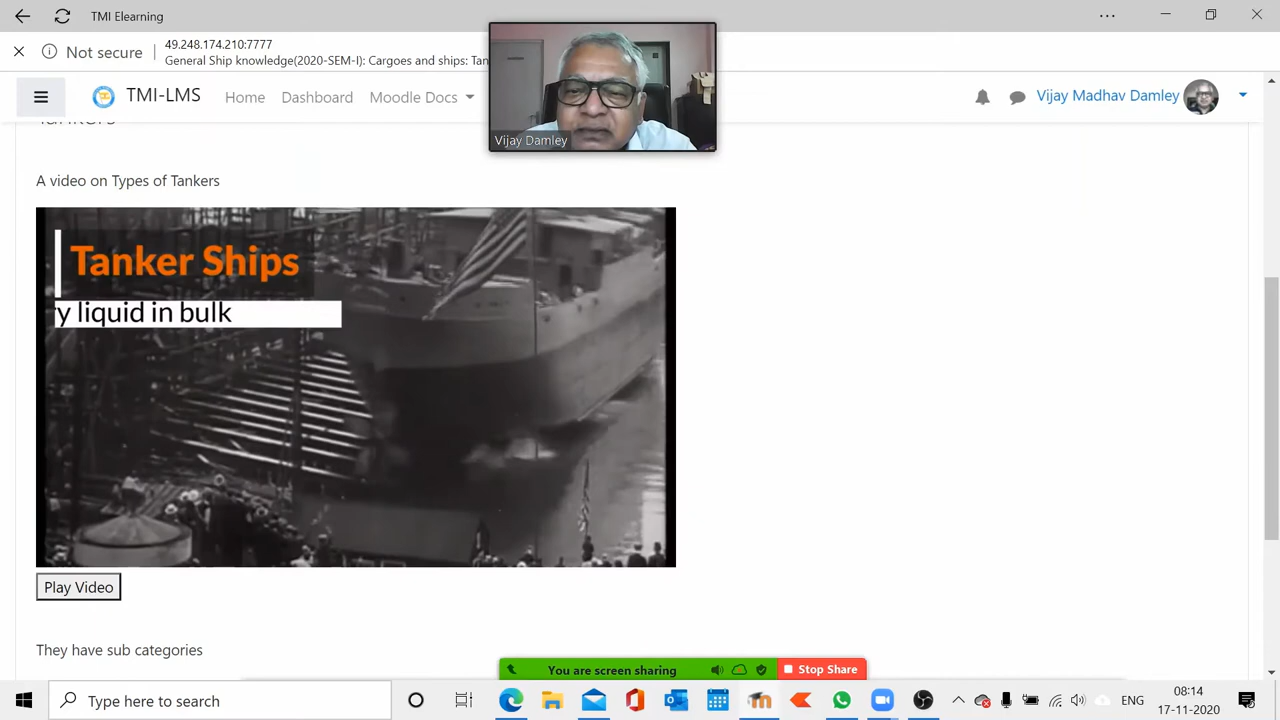 TMI Elearning
Not secure
49.248.174.210:7777
General Ship knowledge(2020-SEM-I): Cargoes and ships: Tan
TMI-LMS Home Dashboard Moodle Docs
Vijay Madhav Damley
Vijay Damley
A video on Types of Tankers
Tanker Ships
y liquid in bulk
Play Video
They have sub categories
You are screen sharing
Stop Share
Type here to search
ENG
08:14
17-11-2020